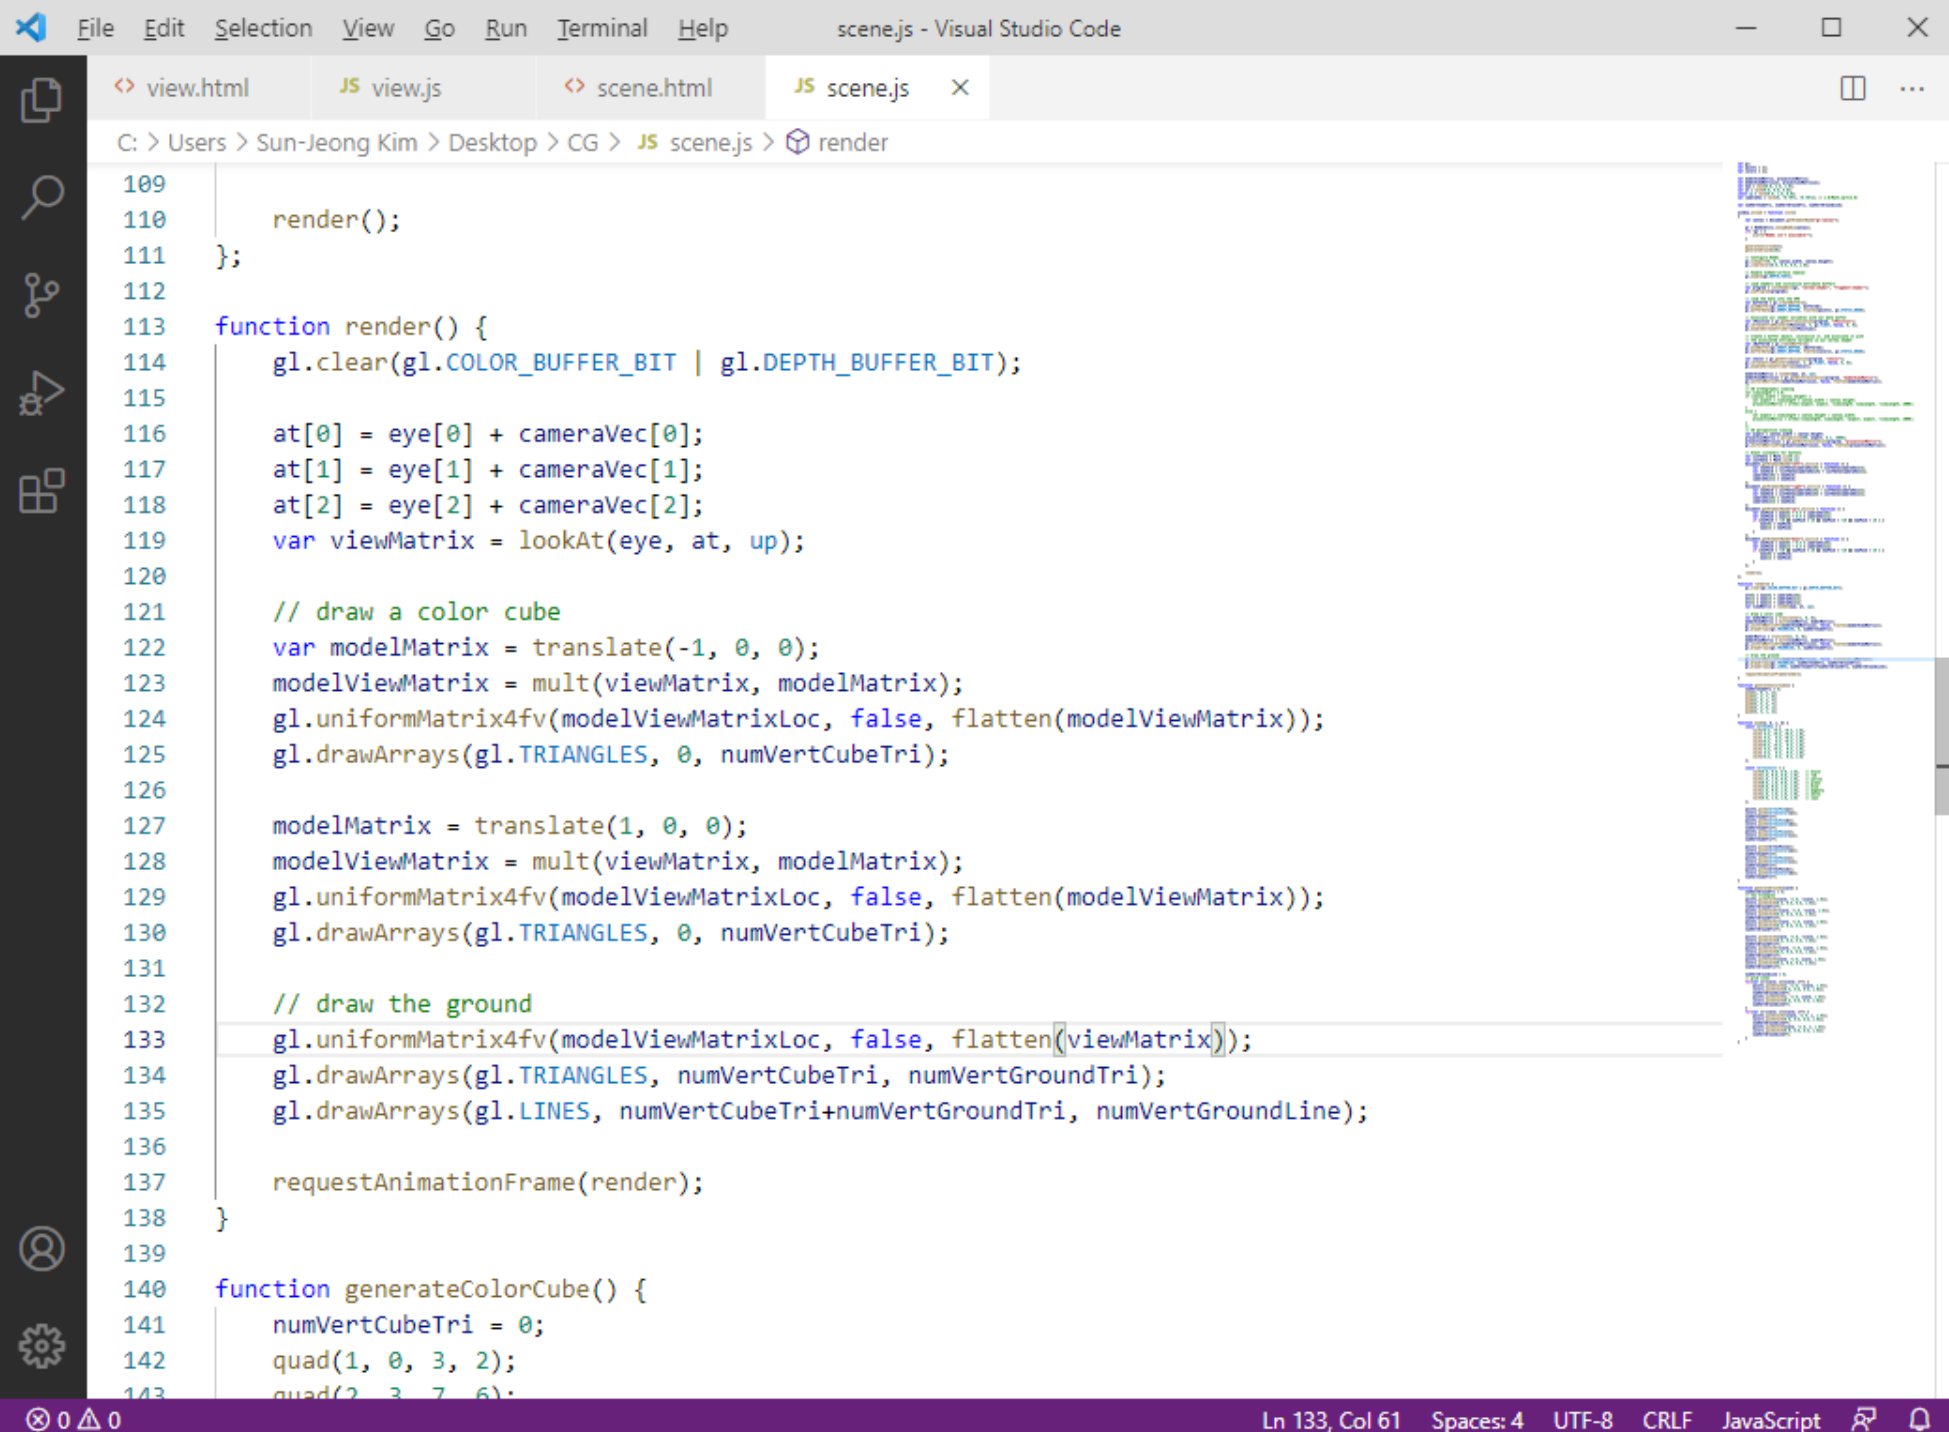 File Edit Selection View Go Run Terminal Help scene.js - Visual Studio Code
<> view.html JS view.js <> scene.html JS scene.js
C: > Users > Sun-Jeong Kim > Desktop > CG > JS scene.js > render
109
110 render();
111 };
112
113 function render() {
114 gl.clear(gl.COLOR_BUFFER_BIT | gl.DEPTH_BUFFER_BIT);
115
116 at[0] = eye[0] + cameraVec[0];
117 at[1] = eye[1] + cameraVec[1];
118 at[2] = eye[2] + cameraVec[2];
119 var viewMatrix = lookAt(eye, at, up);
120
121 // draw a color cube
122 var modelMatrix = translate(-1, 0, 0);
123 modelViewMatrix = mult(viewMatrix, modelMatrix);
124 gl.uniformMatrix4fv(modelViewMatrixLoc, false, flatten(modelViewMatrix));
125 gl.drawArrays(gl.TRIANGLES, 0, numVertCubeTri);
126
127 modelMatrix = translate(1, 0, 0);
128 modelViewMatrix = mult(viewMatrix, modelMatrix);
129 gl.uniformMatrix4fv(modelViewMatrixLoc, false, flatten(modelViewMatrix));
130 gl.drawArrays(gl.TRIANGLES, 0, numVertCubeTri);
131
132 // draw the ground
133 gl.uniformMatrix4fv(modelViewMatrixLoc, false, flatten(viewMatrix));
134 gl.drawArrays(gl.TRIANGLES, numVertCubeTri, numVertGroundTri);
135 gl.drawArrays(gl.LINES, numVertCubeTri+numVertGroundTri, numVertGroundLine);
136
137 requestAnimationFrame(render);
138 }
139
140 function generateColorCube() {
141 numVertCubeTri = 0;
142 quad(1, 0, 3, 2);
143 quad(2, 3, 7, 6);
0 0 Ln 133, Col 61 Spaces: 4 UTF-8 CRLF JavaScript